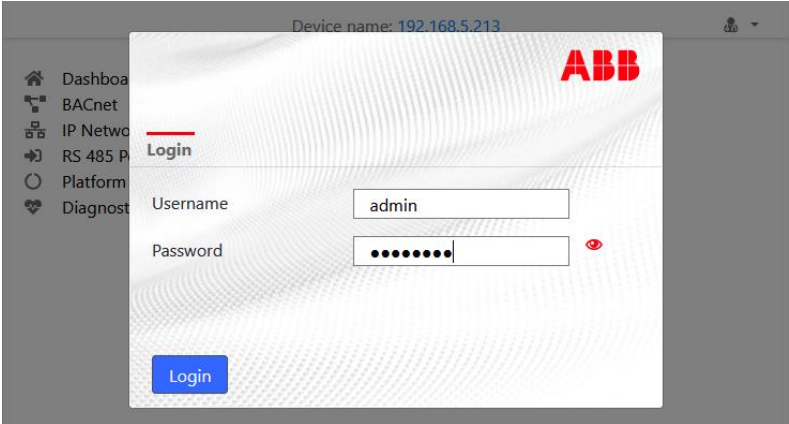 Device name: 192.168.5.213
ABB
Dashboa
BACnet
IP Netwo
RS 485 P
Platform
Diagnost
Login
Username admin
Password ●●●●●●●●
Login